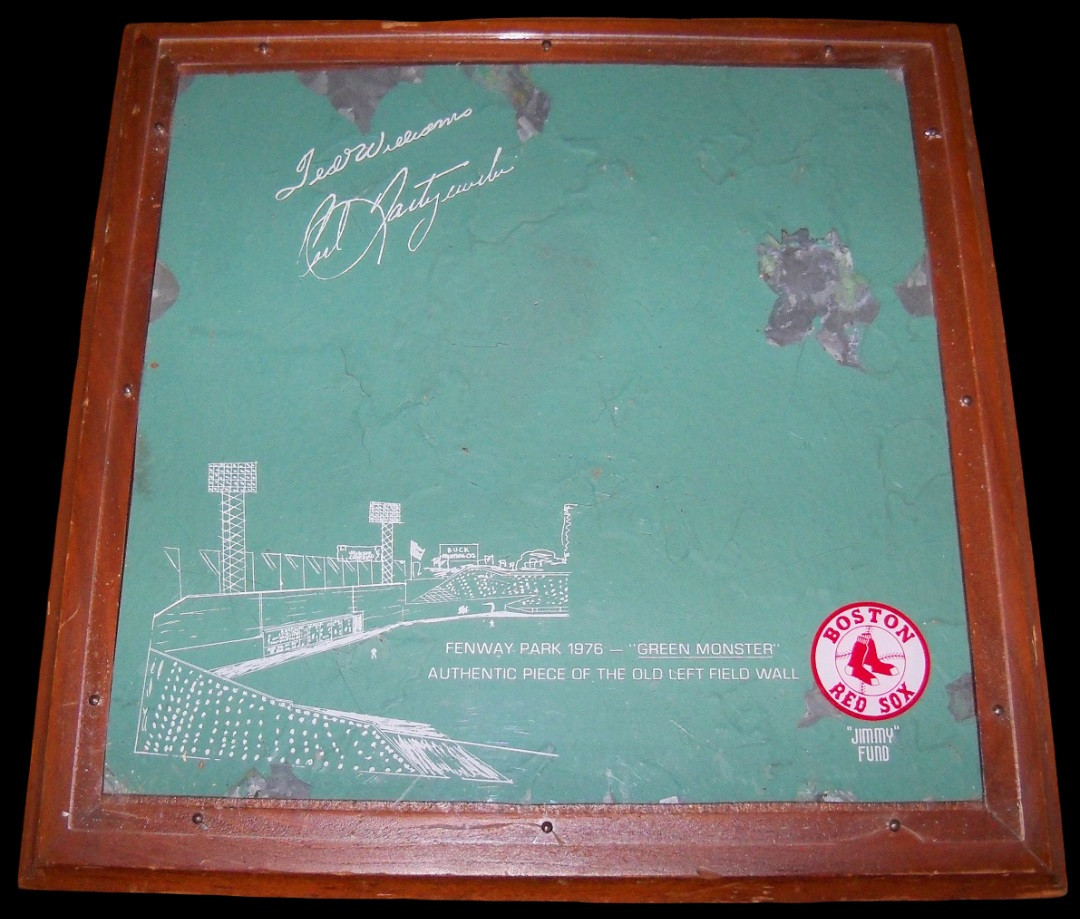 Ted Williams
Carl Yastrzemski
BUCK
FENWAY PARK 1976 — "GREEN MONSTER"
AUTHENTIC PIECE OF THE OLD LEFT FIELD WALL
BOSTON
RED SOX
"JIMMY"
FUND